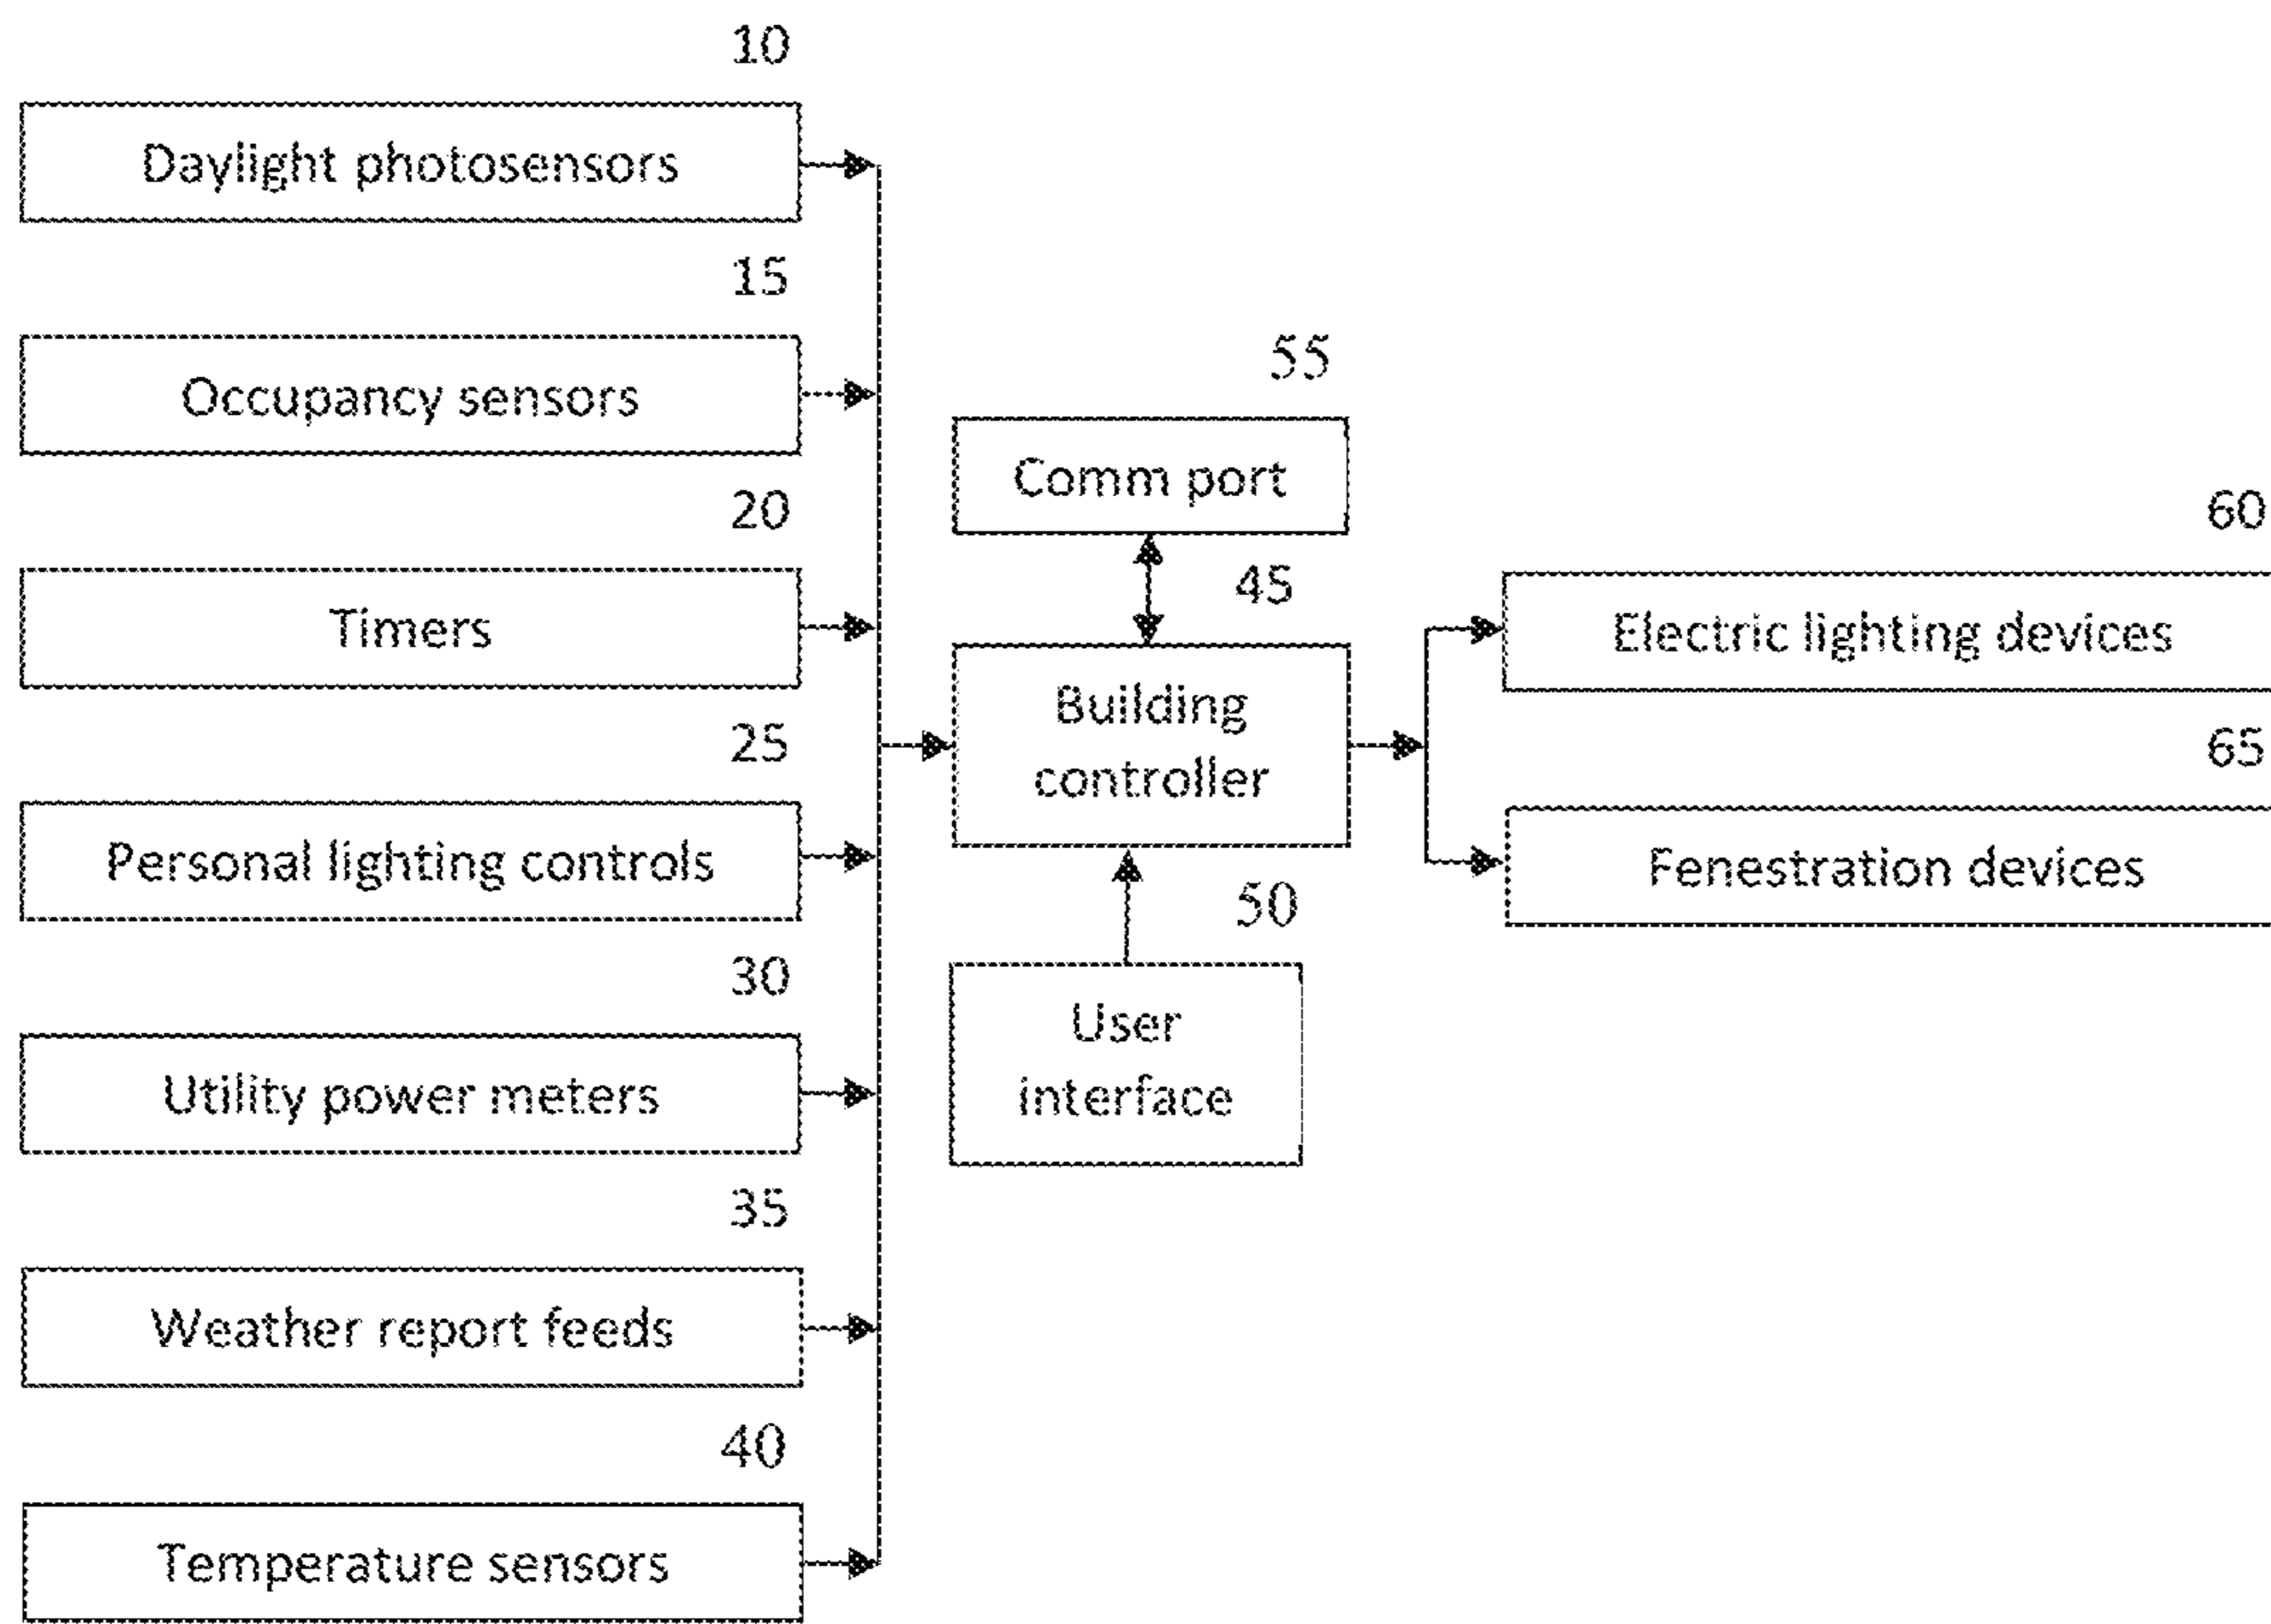 10
Daylight photosensors
15
Occupancy sensors
20
Timers
25
Personal lighting controls
30
Utility power meters
35
Weather report feeds
40
Temperature sensors
55
Comm port
45
Building
controller
50
User
interface
60
Electric lighting devices
65
Fenestration devices